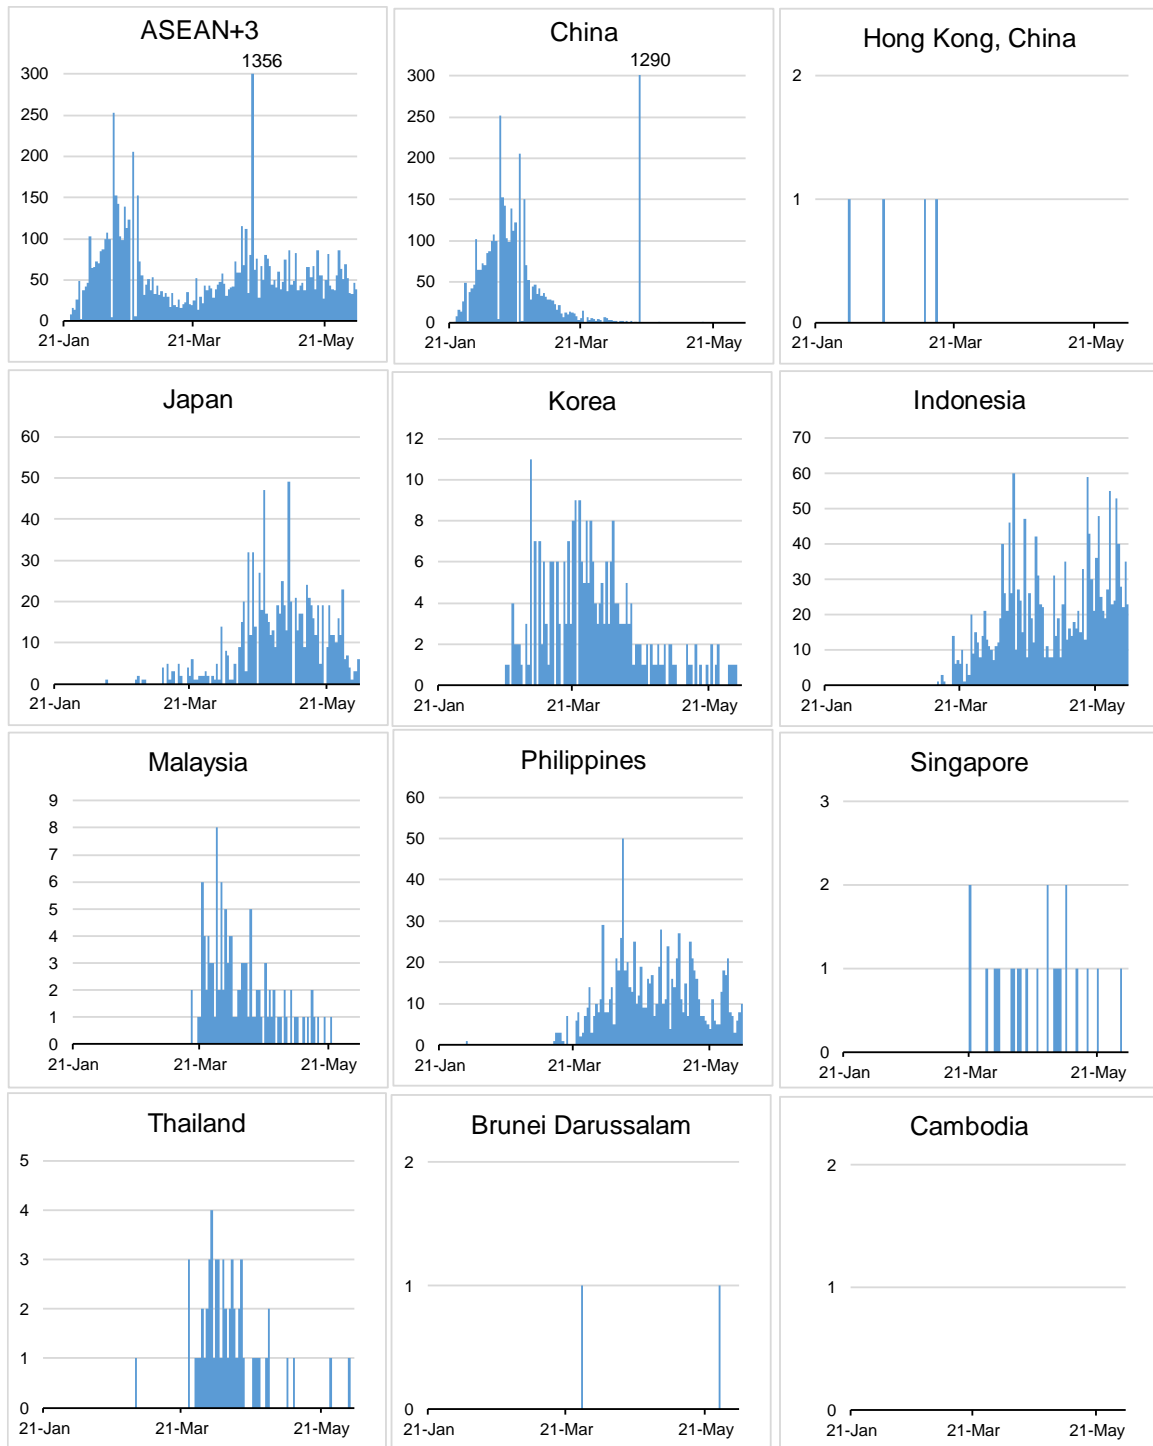 ASEAN+3
1356
300
250
200
150
100
50
0
21-Jan
21-Mar
21-May
China
1290
300
250
200
150
100
50
0
21-Jan
21-Mar
21-May
Hong Kong, China
2
1
0
21-Jan
21-Mar
21-May
Japan
60
50
40
30
20
10
0
21-Jan
21-Mar
21-May
Korea
12
10
8
6
4
2
0
21-Jan
21-Mar
21-May
Indonesia
70
60
50
40
30
20
10
0
21-Jan
21-Mar
21-May
Malaysia
9
8
7
6
5
4
3
2
1
0
21-Jan
21-Mar
21-May
Philippines
60
50
40
30
20
10
0
21-Jan
21-Mar
21-May
Singapore
3
2
1
0
21-Jan
21-Mar
21-May
Thailand
5
4
3
2
1
0
21-Jan
21-Mar
21-May
Brunei Darussalam
2
1
0
21-Jan
21-Mar
21-May
Cambodia
2
1
0
21-Jan
21-Mar
21-May